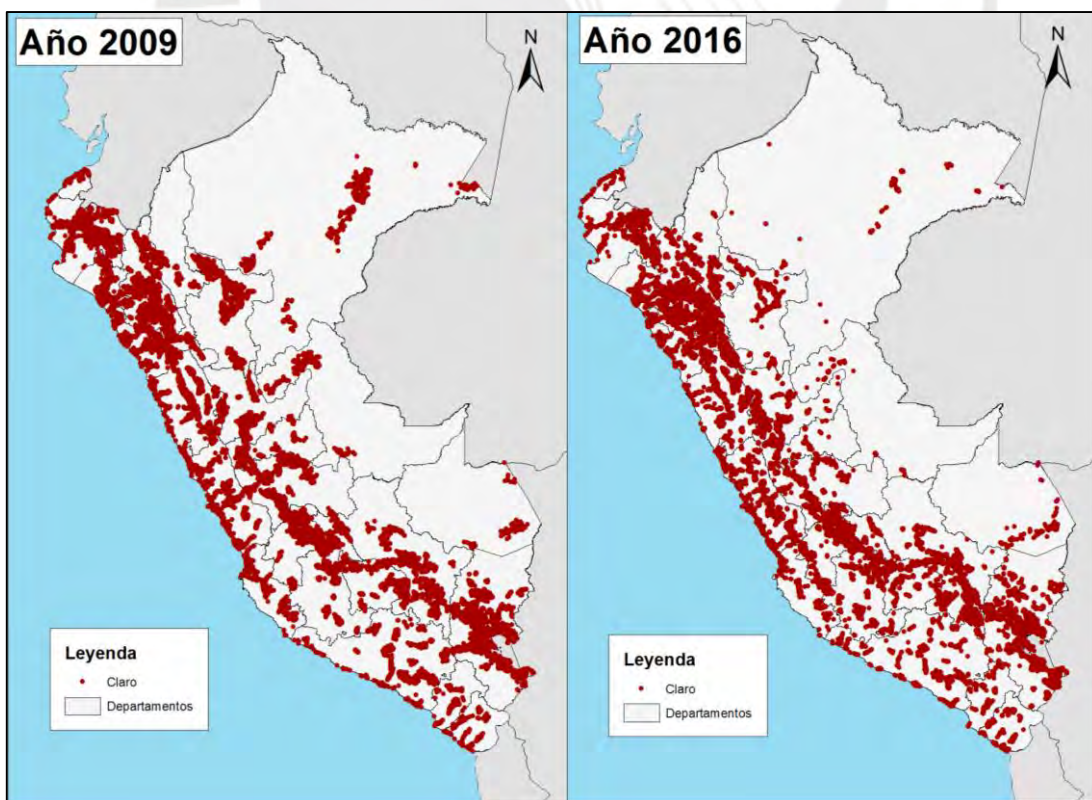 Año 2009
N
Leyenda
Claro
Departamentos
Año 2016
N
Leyenda
Claro
Departamentos